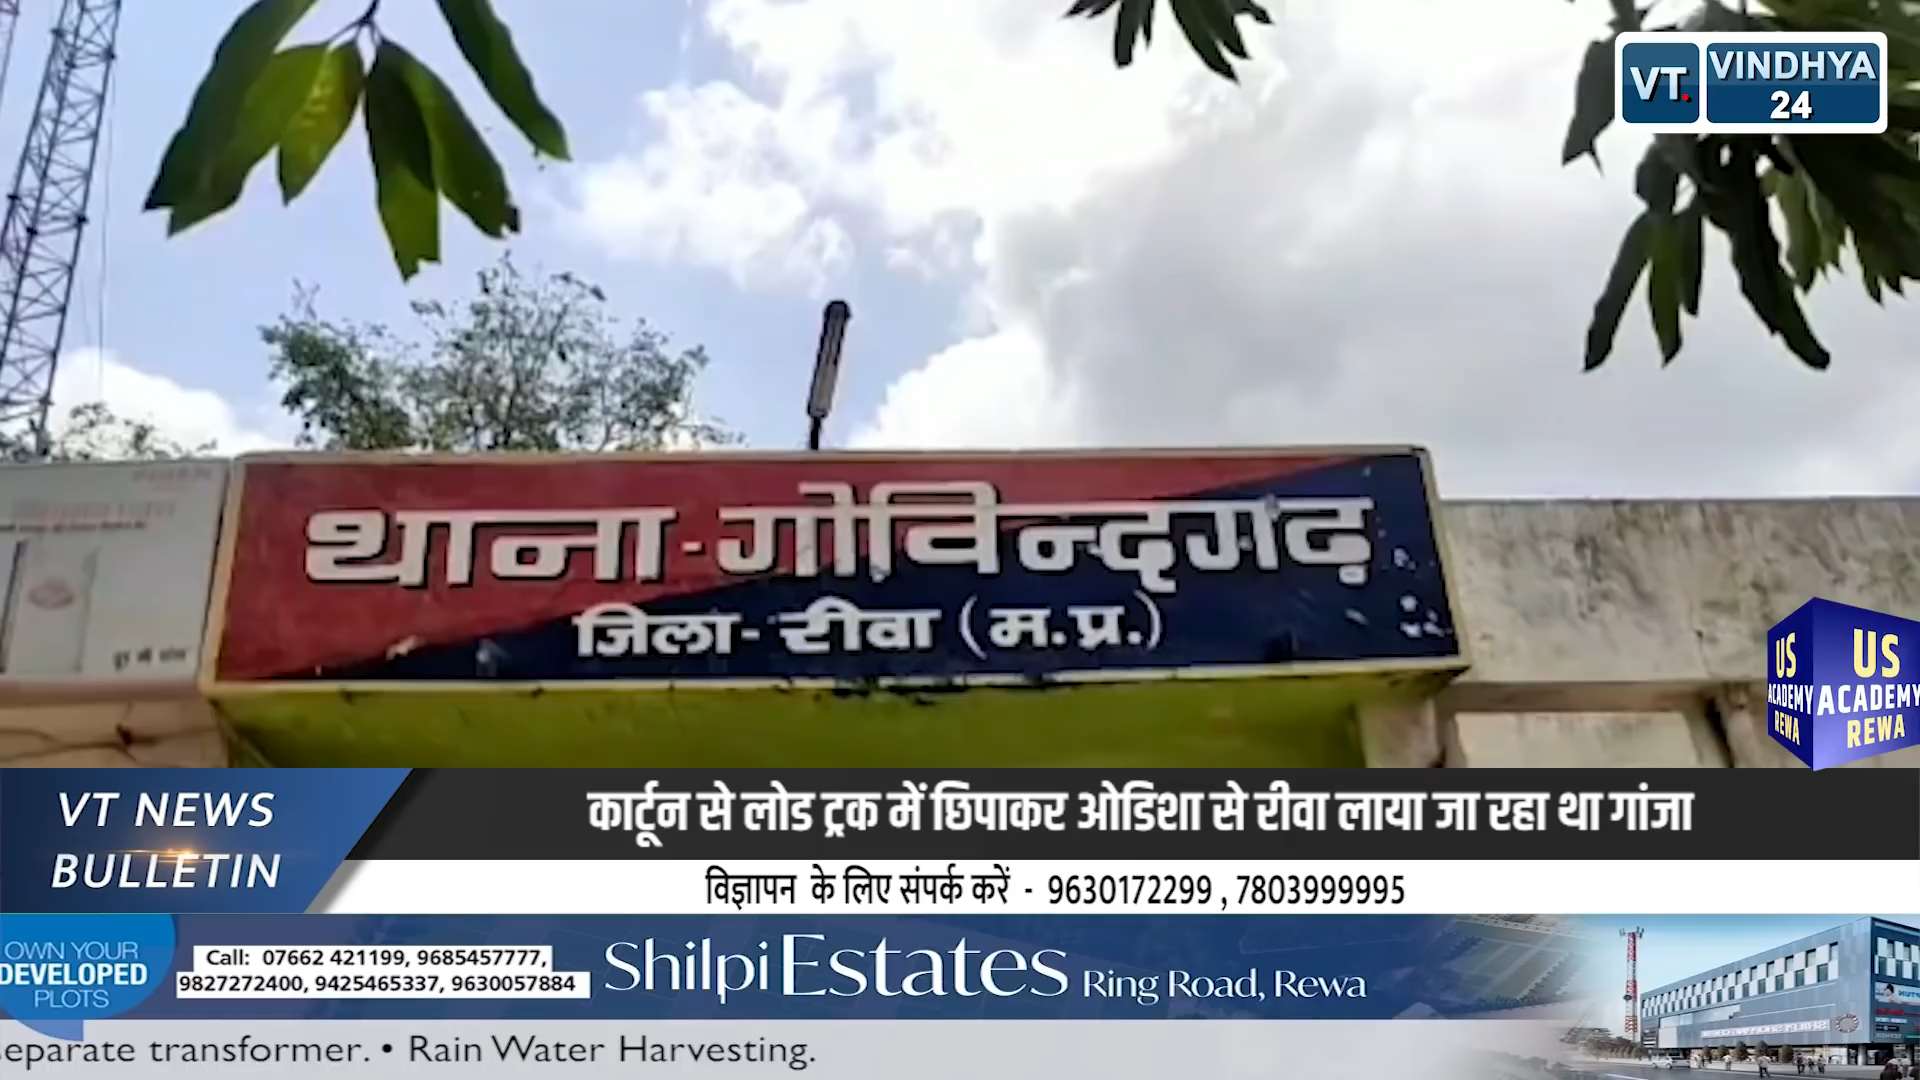 VT. VINDHYA
24
थाना-गोविन्दगढ़
जिला-रीवा (म.प्र.)
US
ACADEMY
REWA
US
ACADEMY
REWA
VT NEWS
BULLETIN
कार्टून से लोड ट्रक में छिपाकर ओडिशा से रीवा लाया जा रहा था गांजा
विज्ञापन के लिए संपर्क करें - 9630172299 , 7803999995
OWN YOUR
DEVELOPED
PLOTS
Call: 07662 421199, 9685457777,
9827272400, 9425465337, 9630057884
Shilpi Estates Ring Road, Rewa
separate transformer. • Rain Water Harvesting.